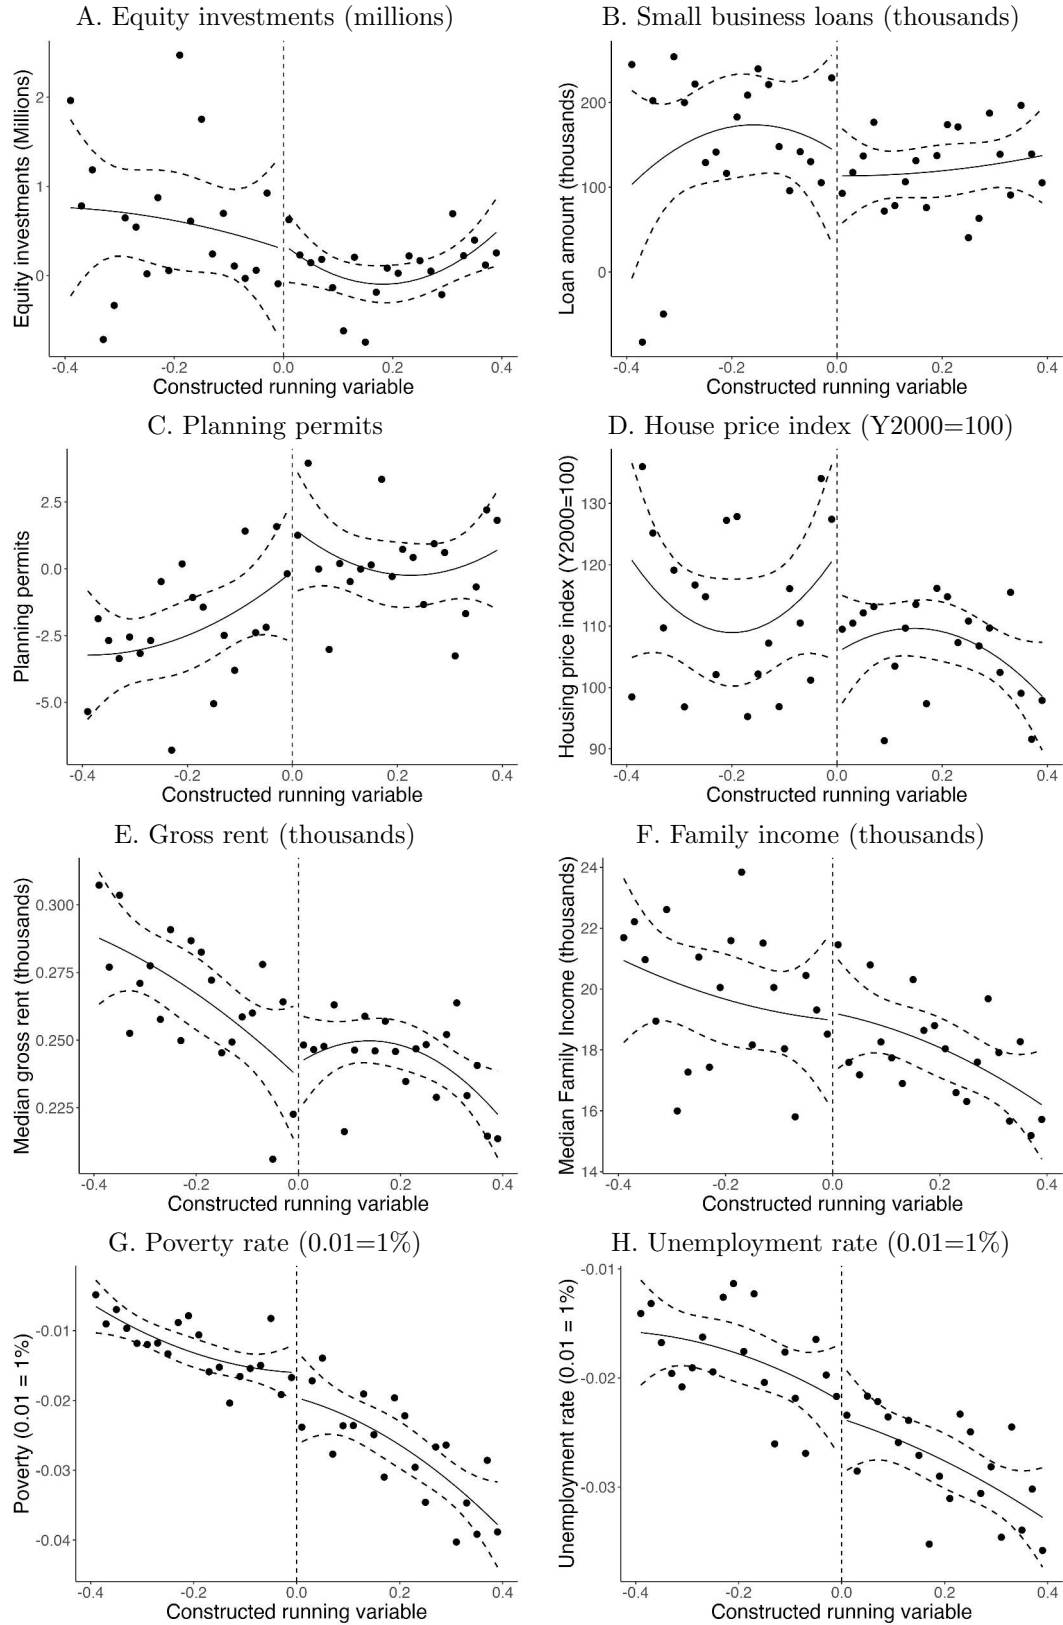 A. Equity investments (millions)
Equity investments (Millions)
2
1
0
-0.4 -0.2 0.0 0.2 0.4
Constructed running variable
B. Small business loans (thousands)
Loan amount (thousands)
200
100
0
-0.4 -0.2 0.0 0.2 0.4
Constructed running variable
C. Planning permits
Planning permits
2.5
0.0
-2.5
-5.0
-0.4 -0.2 0.0 0.2 0.4
Constructed running variable
D. House price index (Y2000=100)
Housing price index (Y2000=100)
130
120
110
100
90
-0.4 -0.2 0.0 0.2 0.4
Constructed running variable
E. Gross rent (thousands)
Median gross rent (thousands)
0.300
0.275
0.250
0.225
-0.4 -0.2 0.0 0.2 0.4
Constructed running variable
F. Family income (thousands)
Median Family Income (thousands)
24
22
20
18
16
14
-0.4 -0.2 0.0 0.2 0.4
Constructed running variable
G. Poverty rate (0.01=1%)
Poverty (0.01 = 1%)
-0.01
-0.02
-0.03
-0.04
-0.4 -0.2 0.0 0.2 0.4
Constructed running variable
H. Unemployment rate (0.01=1%)
Unemployment rate (0.01 = 1%)
-0.01
-0.02
-0.03
-0.4 -0.2 0.0 0.2 0.4
Constructed running variable